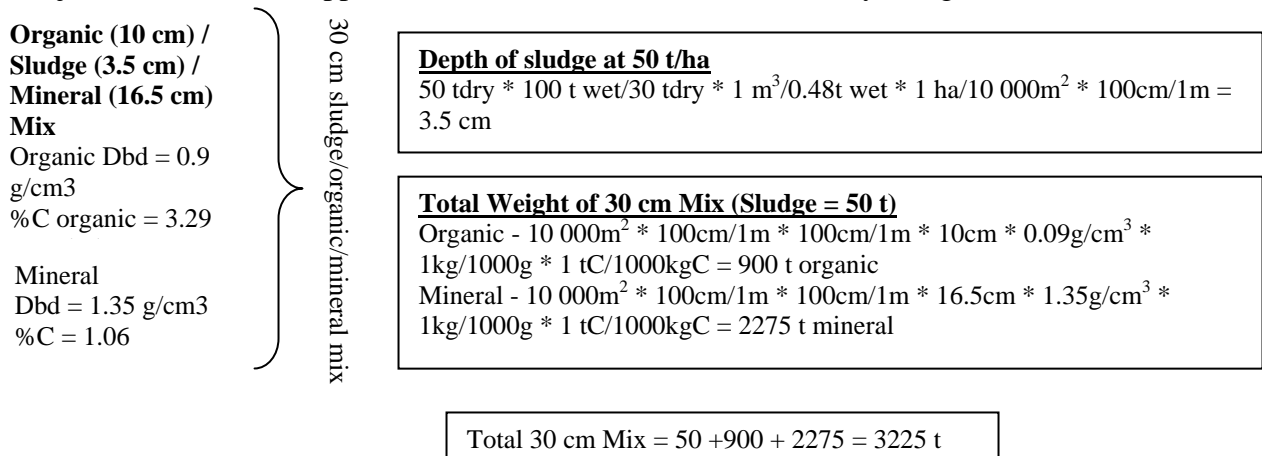 Organic (10 cm) /
Sludge (3.5 cm) /
Mineral (16.5 cm)
Mix
Organic Dbd = 0.9
g/cm3
%C organic = 3.29
Mineral
Dbd = 1.35 g/cm3
%C = 1.06
30 cm sludge/organic/mineral mix
Depth of sludge at 50 t/ha
50 tdry * 100 t wet/30 tdry * 1 m³/0.48t wet * 1 ha/10 000m² * 100cm/1m =
3.5 cm
Total Weight of 30 cm Mix (Sludge = 50 t)
Organic - 10 000m² * 100cm/1m * 100cm/1m * 10cm * 0.09g/cm³ *
1kg/1000g * 1 tC/1000kgC = 900 t organic
Mineral - 10 000m² * 100cm/1m * 100cm/1m * 16.5cm * 1.35g/cm³ *
1kg/1000g * 1 tC/1000kgC = 2275 t mineral
Total 30 cm Mix = 50 +900 + 2275 = 3225 t